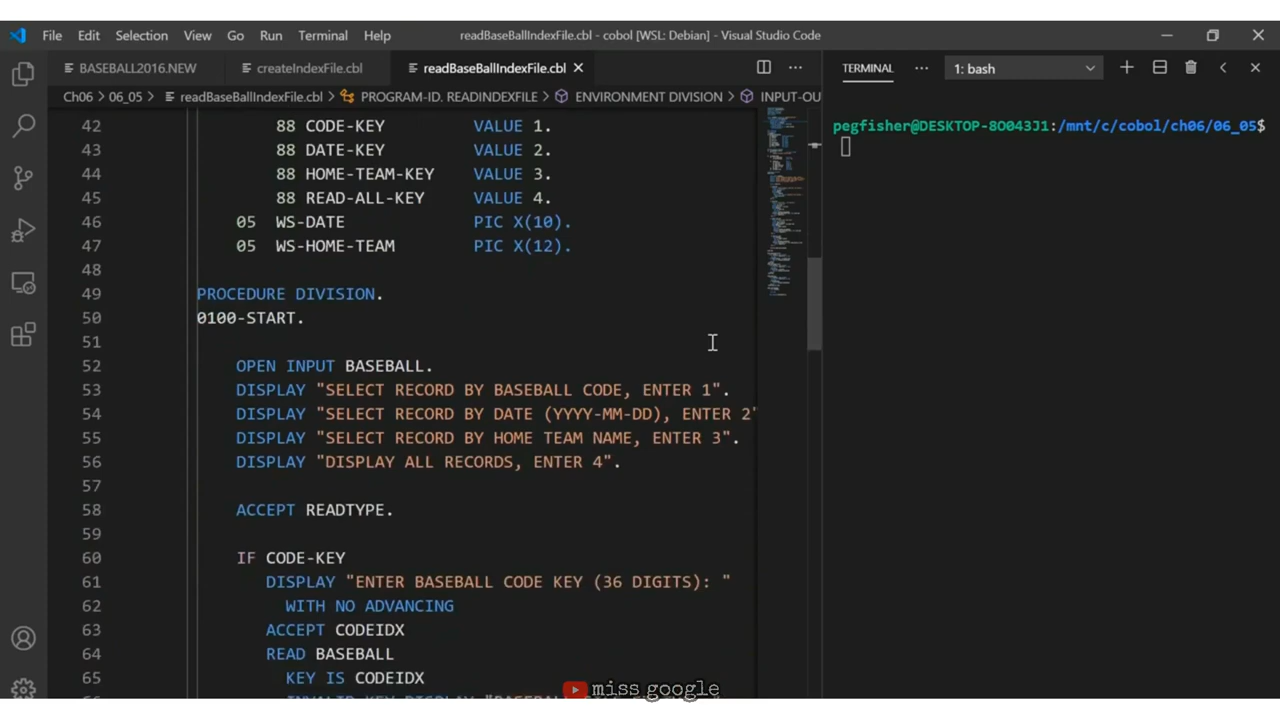 File Edit Selection View Go Run Terminal Help readBaseBallIndexFile.cbl - cobol [WSL: Debian] - Visual Studio Code
BASEBALL2016.NEW createIndexFile.cbl readBaseBallIndexFile.cbl
Ch06 > 06_05 > readBaseBallIndexFile.cbl > PROGRAM-ID. READINDEXFILE > ENVIRONMENT DIVISION > INPUT-OU
42 88 CODE-KEY VALUE 1.
43 88 DATE-KEY VALUE 2.
44 88 HOME-TEAM-KEY VALUE 3.
45 88 READ-ALL-KEY VALUE 4.
46 05 WS-DATE PIC X(10).
47 05 WS-HOME-TEAM PIC X(12).
48
49 PROCEDURE DIVISION.
50 0100-START.
51
52 OPEN INPUT BASEBALL.
53 DISPLAY "SELECT RECORD BY BASEBALL CODE, ENTER 1".
54 DISPLAY "SELECT RECORD BY DATE (YYYY-MM-DD), ENTER 2"
55 DISPLAY "SELECT RECORD BY HOME TEAM NAME, ENTER 3".
56 DISPLAY "DISPLAY ALL RECORDS, ENTER 4".
57
58 ACCEPT READTYPE.
59
60 IF CODE-KEY
61 DISPLAY "ENTER BASEBALL CODE KEY (36 DIGITS): "
62 WITH NO ADVANCING
63 ACCEPT CODEIDX
64 READ BASEBALL
65 KEY IS CODEIDX
TERMINAL ··· 1: bash
pegfisher@DESKTOP-8O043J1:/mnt/c/cobol/ch06/06_05$
miss google